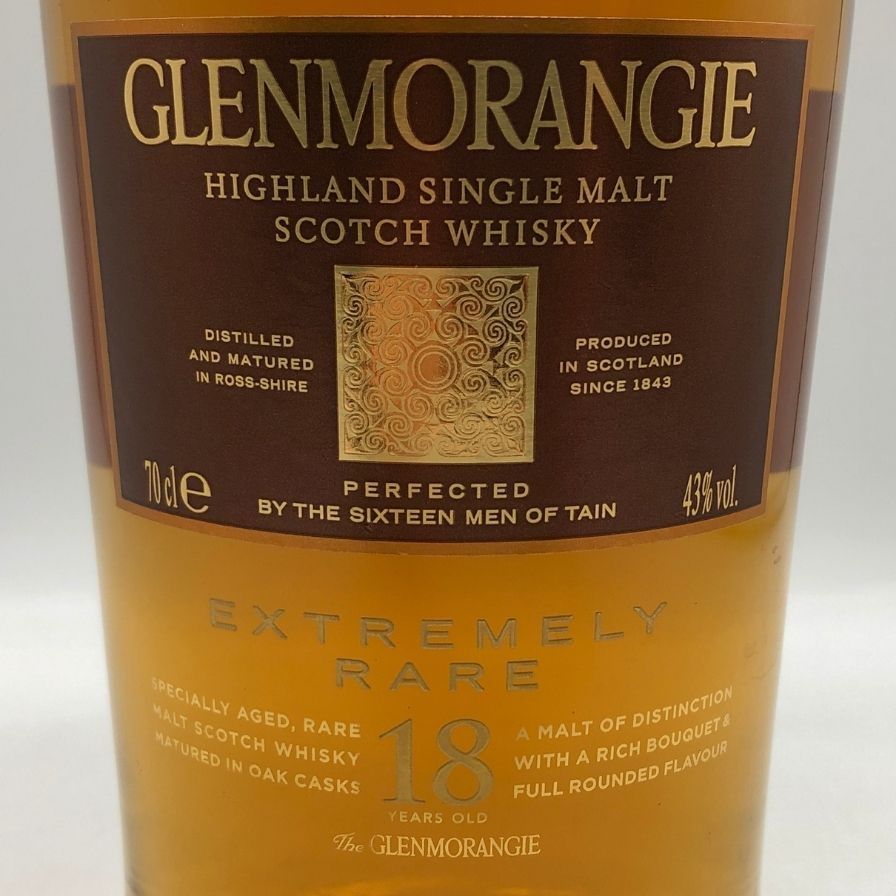 GLENMORANGIE
HIGHLAND SINGLE MALT
SCOTCH WHISKY
DISTILLED
AND MATURED
IN ROSS-SHIRE
PRODUCED
IN SCOTLAND
SINCE 1843
70 cl e
PERFECTED
BY THE SIXTEEN MEN OF TAIN
43% vol.
EXTREMELY
RARE
SPECIALLY AGED, RARE
MALT SCOTCH WHISKY
MATURED IN OAK CASKS
18
YEARS OLD
A MALT OF DISTINCTION
WITH A RICH BOUQUET &
FULL ROUNDED FLAVOUR
The GLENMORANGIE